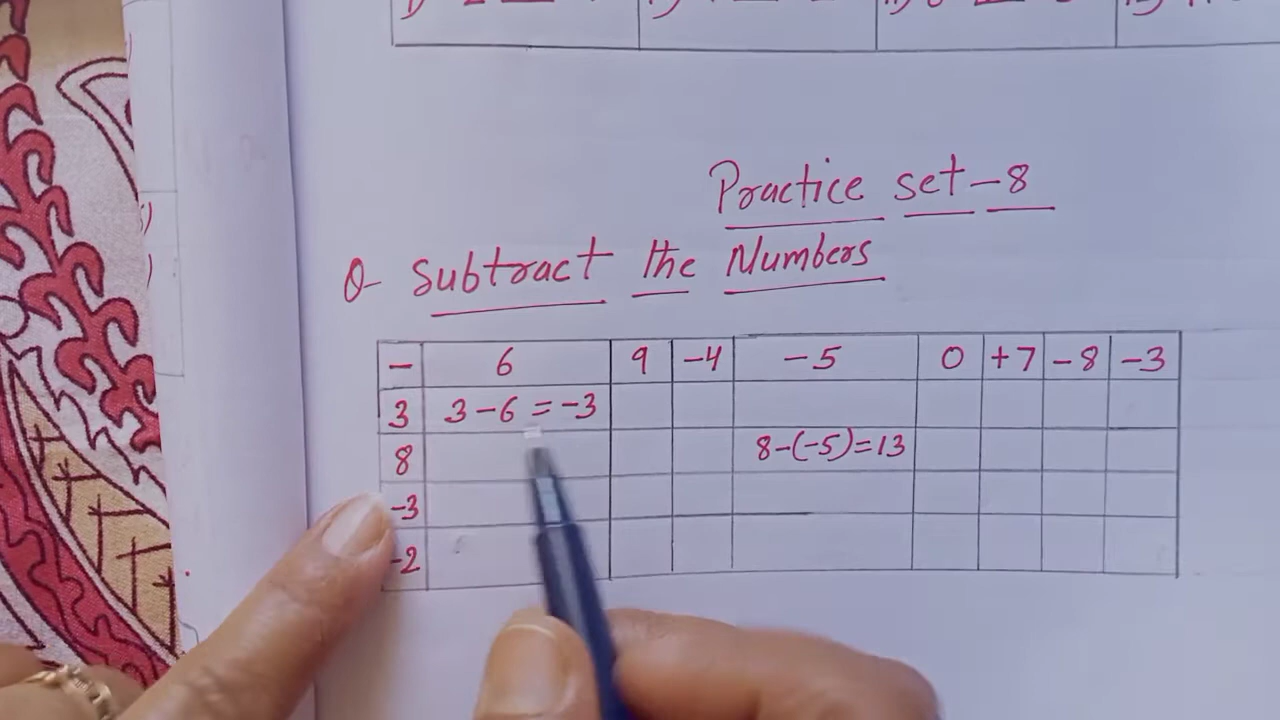 Practice set-8
Q- Subtract the Numbers
- 6 9 -4 -5 0 +7 -8 -3
3 3-6=-3
8 8-(-5)=13
-3
-2